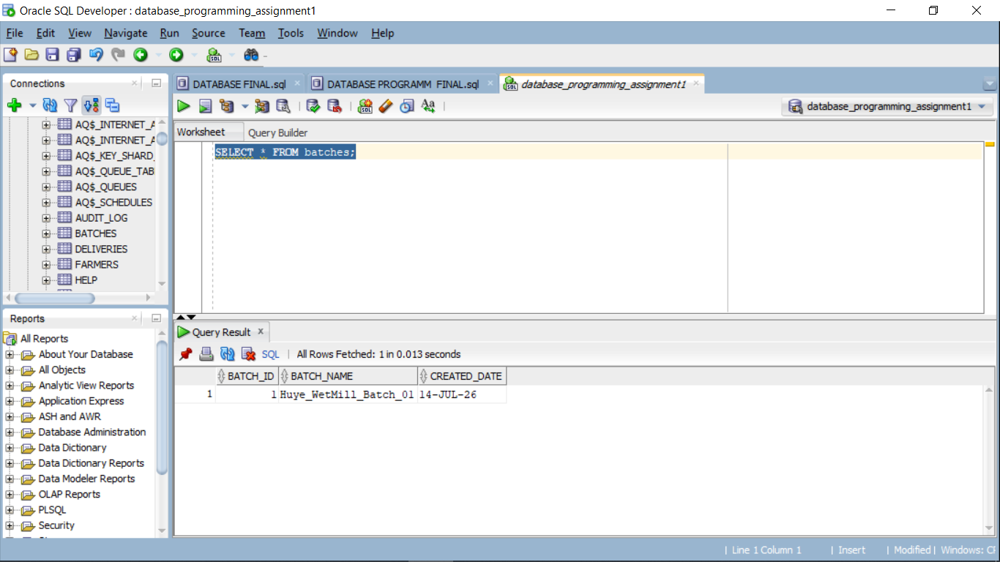 Oracle SQL Developer : database_programming_assignment1
File Edit View Navigate Run Source Team Tools Window Help
Connections
DATABASE FINAL.sql
DATABASE PROGRAMM FINAL.sql
database_programming_assignment1
database_programming_assignment1
Worksheet
Query Builder
SELECT * FROM batches;
AQ$_INTERNET_A
AQ$_INTERNET_A
AQ$_KEY_SHARD_
AQ$_QUEUE_TAB
AQ$_QUEUES
AQ$_SCHEDULES
AUDIT_LOG
BATCHES
DELIVERIES
FARMERS
HELP
Reports
All Reports
About Your Database
All Objects
Analytic View Reports
Application Express
ASH and AWR
Database Administration
Data Dictionary
Data Dictionary Reports
Data Modeler Reports
OLAP Reports
PLSQL
Security
Query Result
SQL | All Rows Fetched: 1 in 0.013 seconds
BATCH_ID BATCH_NAME CREATED_DATE
1 1 Huye_WetMill_Batch_01 14-JUL-26
| Line 1 Column 1 | Insert | Modified | Windows: CF